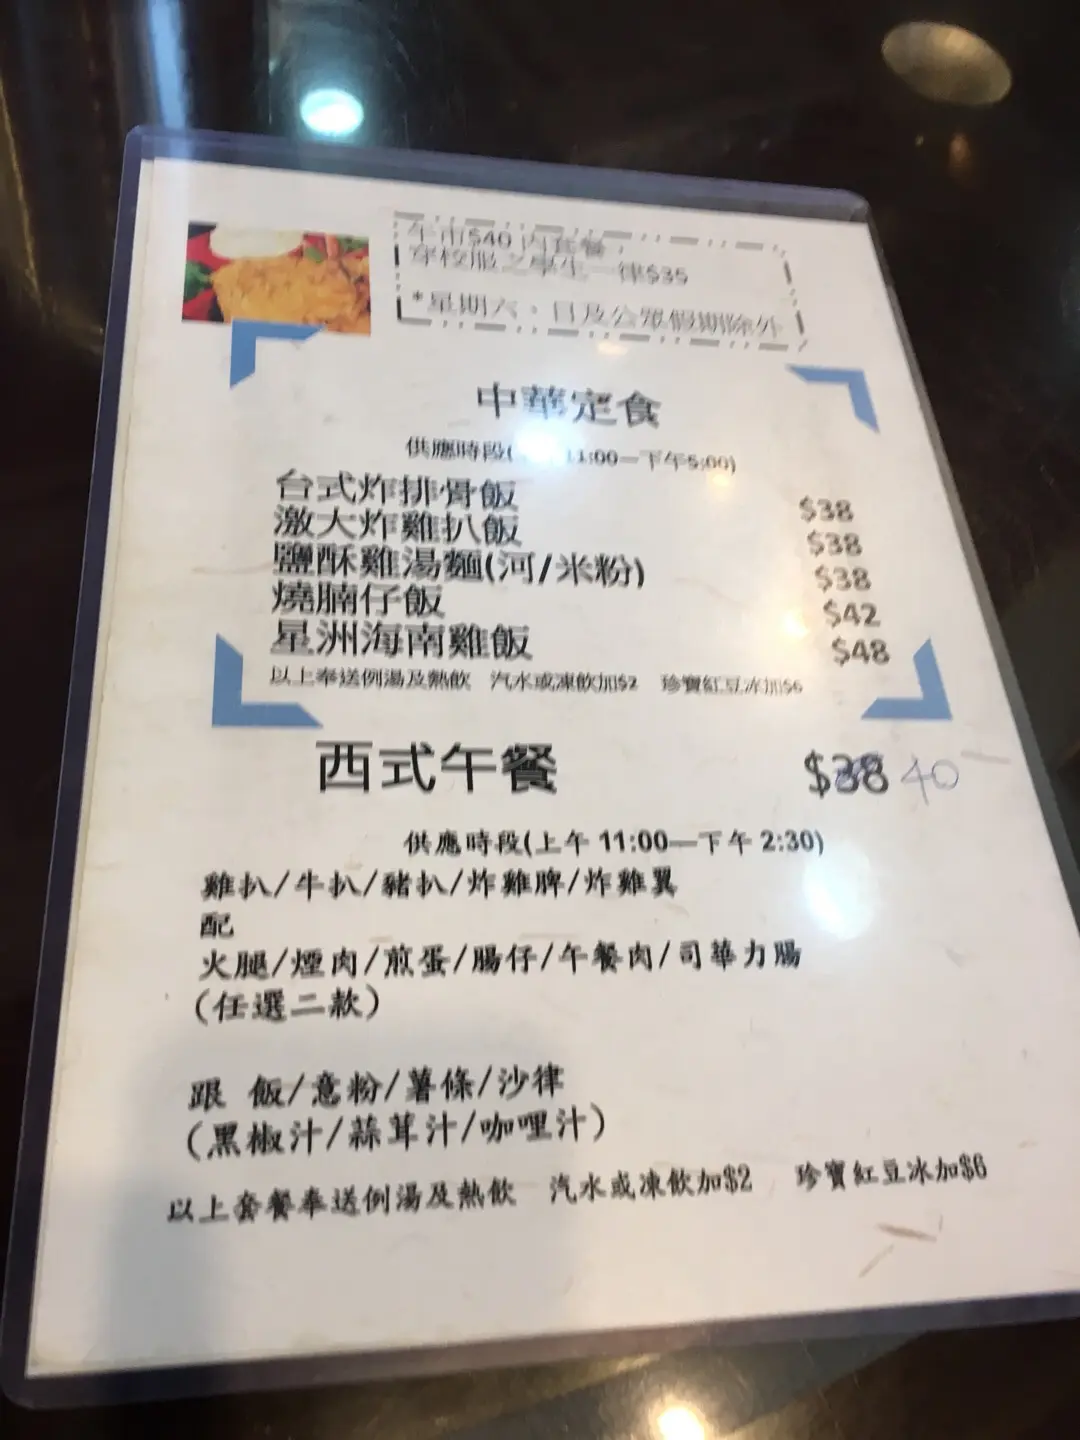 午市$40 內套餐，
穿校服之學生一律$35
*星期六、日及公眾假期除外
中華定食
供應時段( 11:00—下午5:00)
台式炸排骨飯 $38
激大炸雞扒飯 $38
鹽酥雞湯麵(河/米粉) $38
燒腩仔飯 $42
星洲海南雞飯 $48
以上奉送例湯及熱飲 汽水或凍飲加$2 珍寶紅豆冰加$6
西式午餐 $38 40
供應時段(上午 11:00—下午 2:30)
雞扒/牛扒/豬扒/炸雞脾/炸雞翼
配
火腿/煙肉/煎蛋/腸仔/午餐肉/司華力腸
(任選二款)
跟 飯/意粉/薯條/沙律
(黑椒汁/蒜茸汁/咖哩汁)
以上套餐奉送例湯及熱飲 汽水或凍飲加$2 珍寶紅豆冰加$6